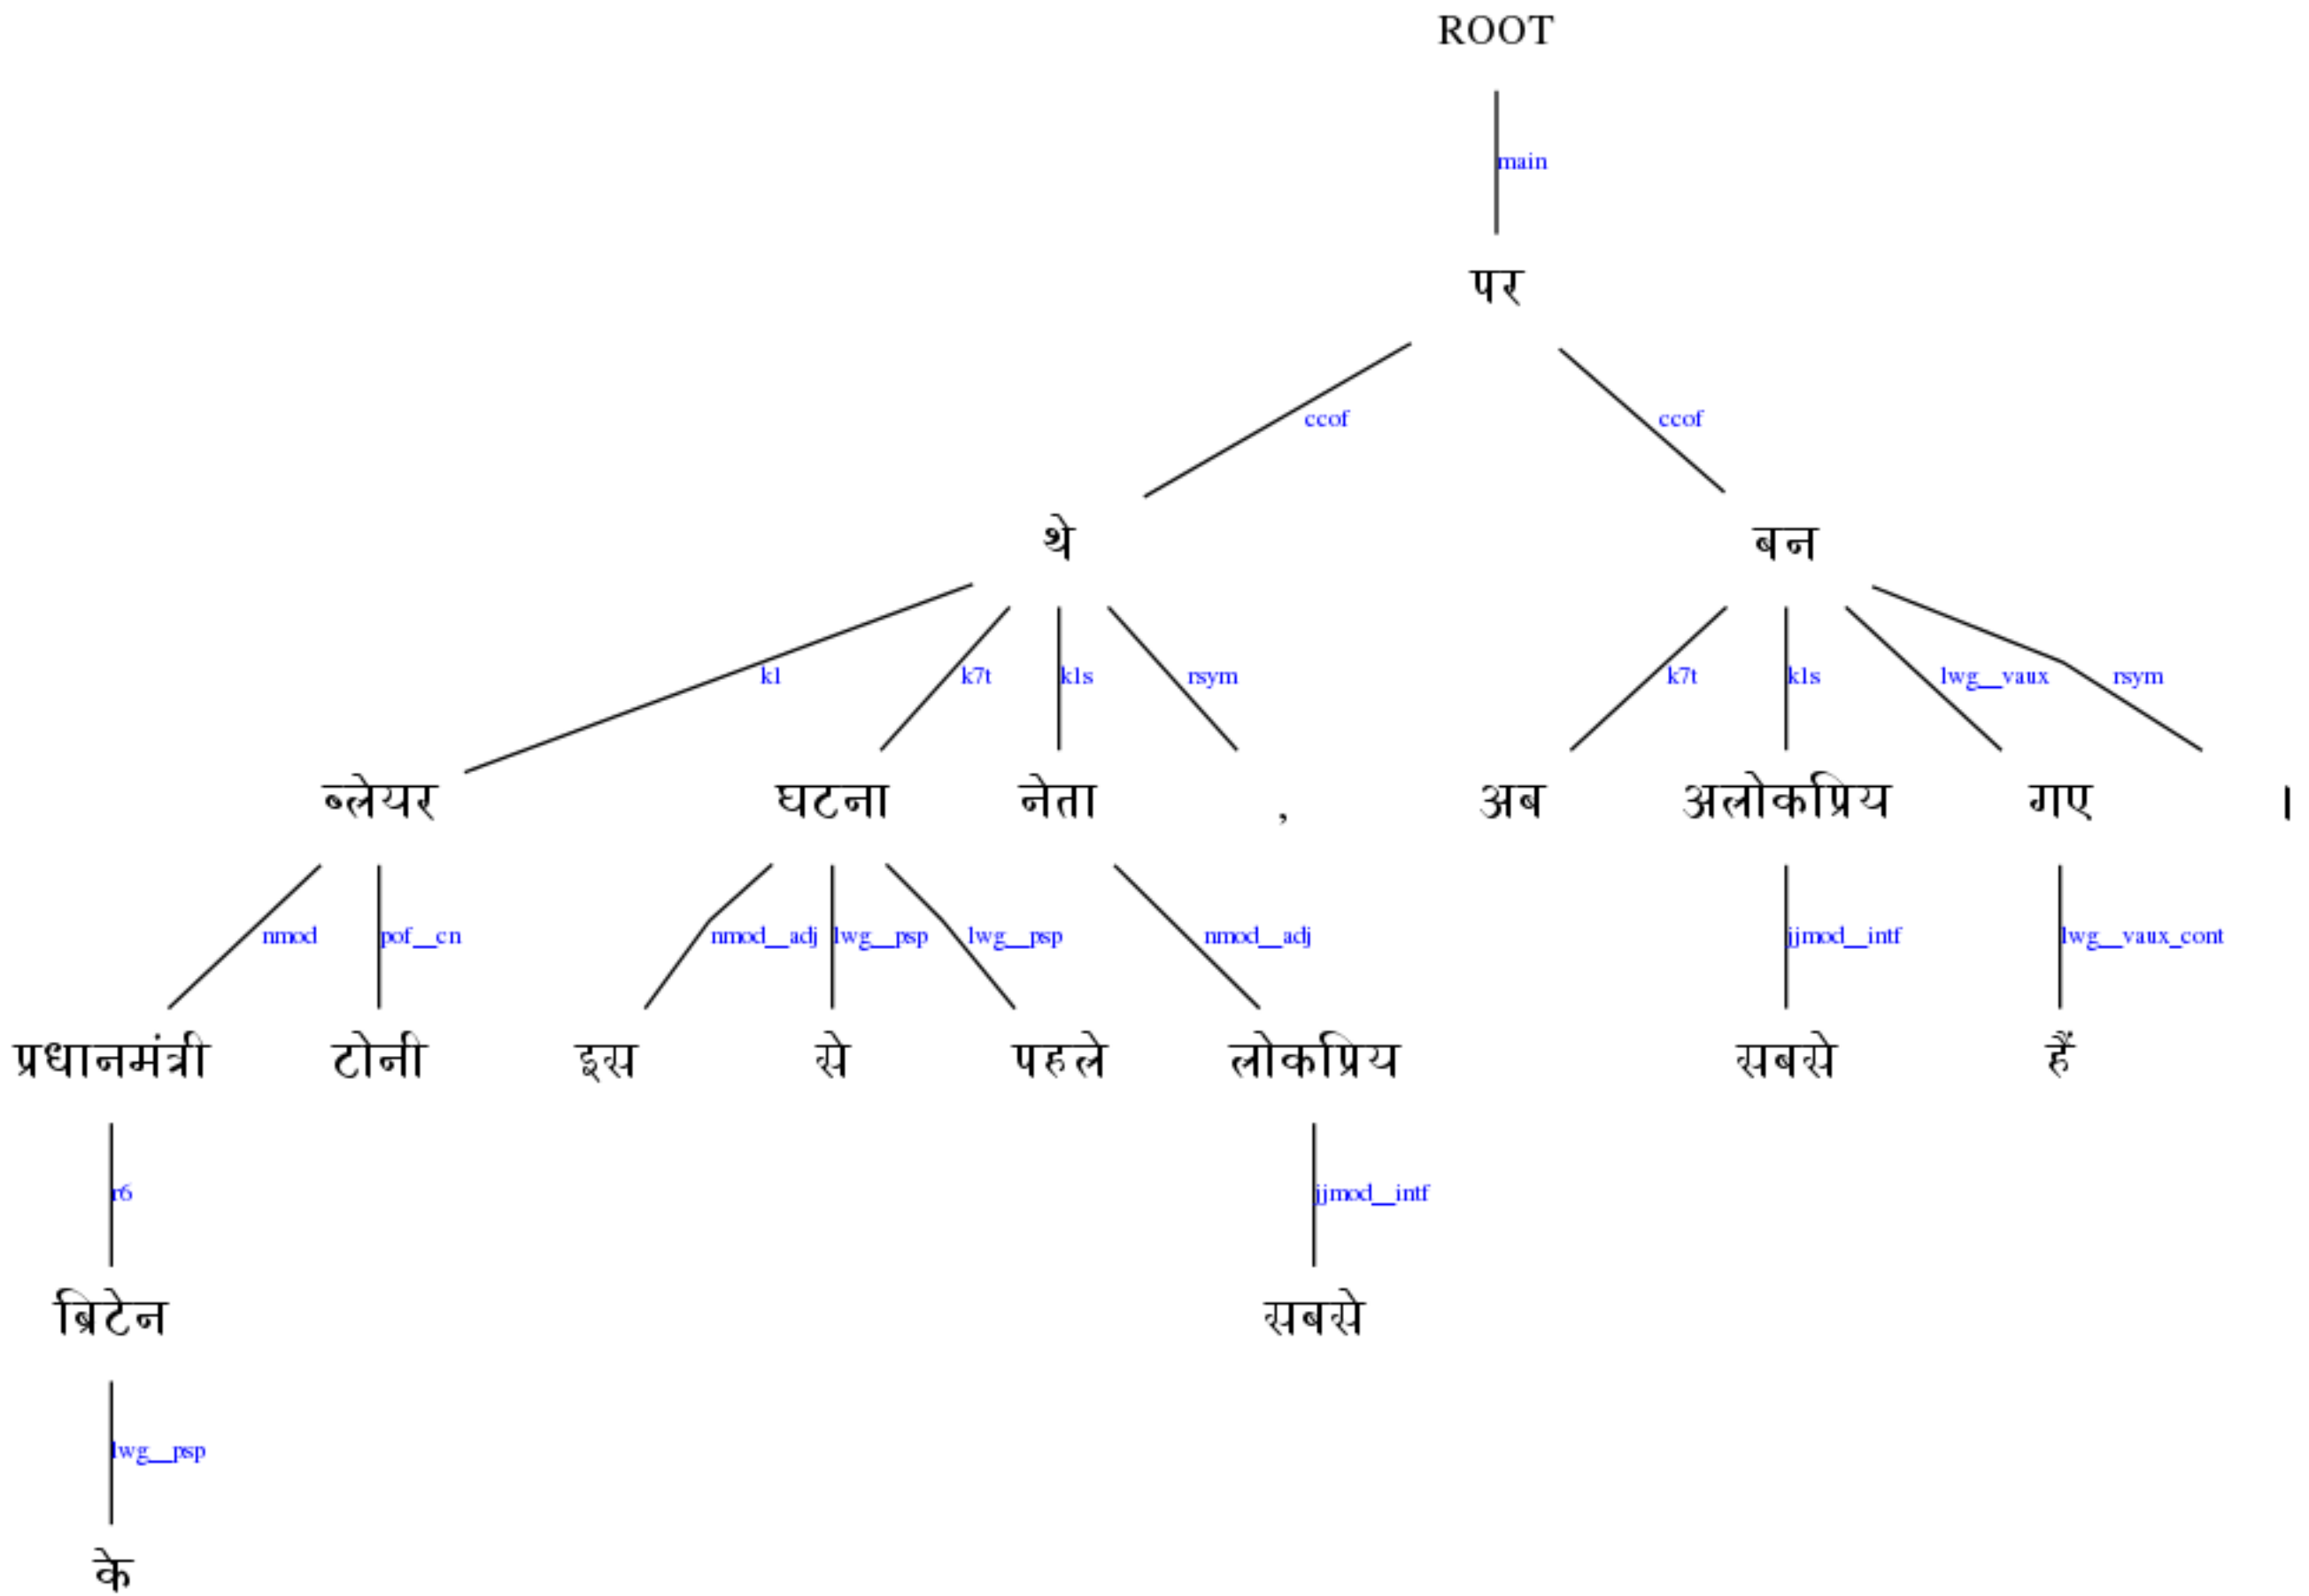 ROOT
main
पर
ccof ccof
थे बन
k1 k7t k1s rsym k7t k1s lwg__vaux rsym
ब्लेयर घटना नेता , अब अलोकप्रिय गए ।
nmod pof__cn nmod__adj lwg__psp lwg__psp nmod__adj jjmod__intf lwg__vaux_cont
प्रधानमंत्री टोनी इस से पहले लोकप्रिय सबसे हैं
r6 jjmod__intf
ब्रिटेन सबसे
lwg__psp
के